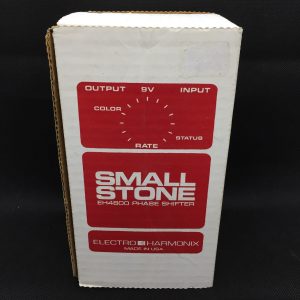 OUTPUT 9V INPUT
COLOR
STATUS
RATE
SMALL
STONE
EH4800 PHASE SHIFTER
ELECTRO HARMONIX
MADE IN USA